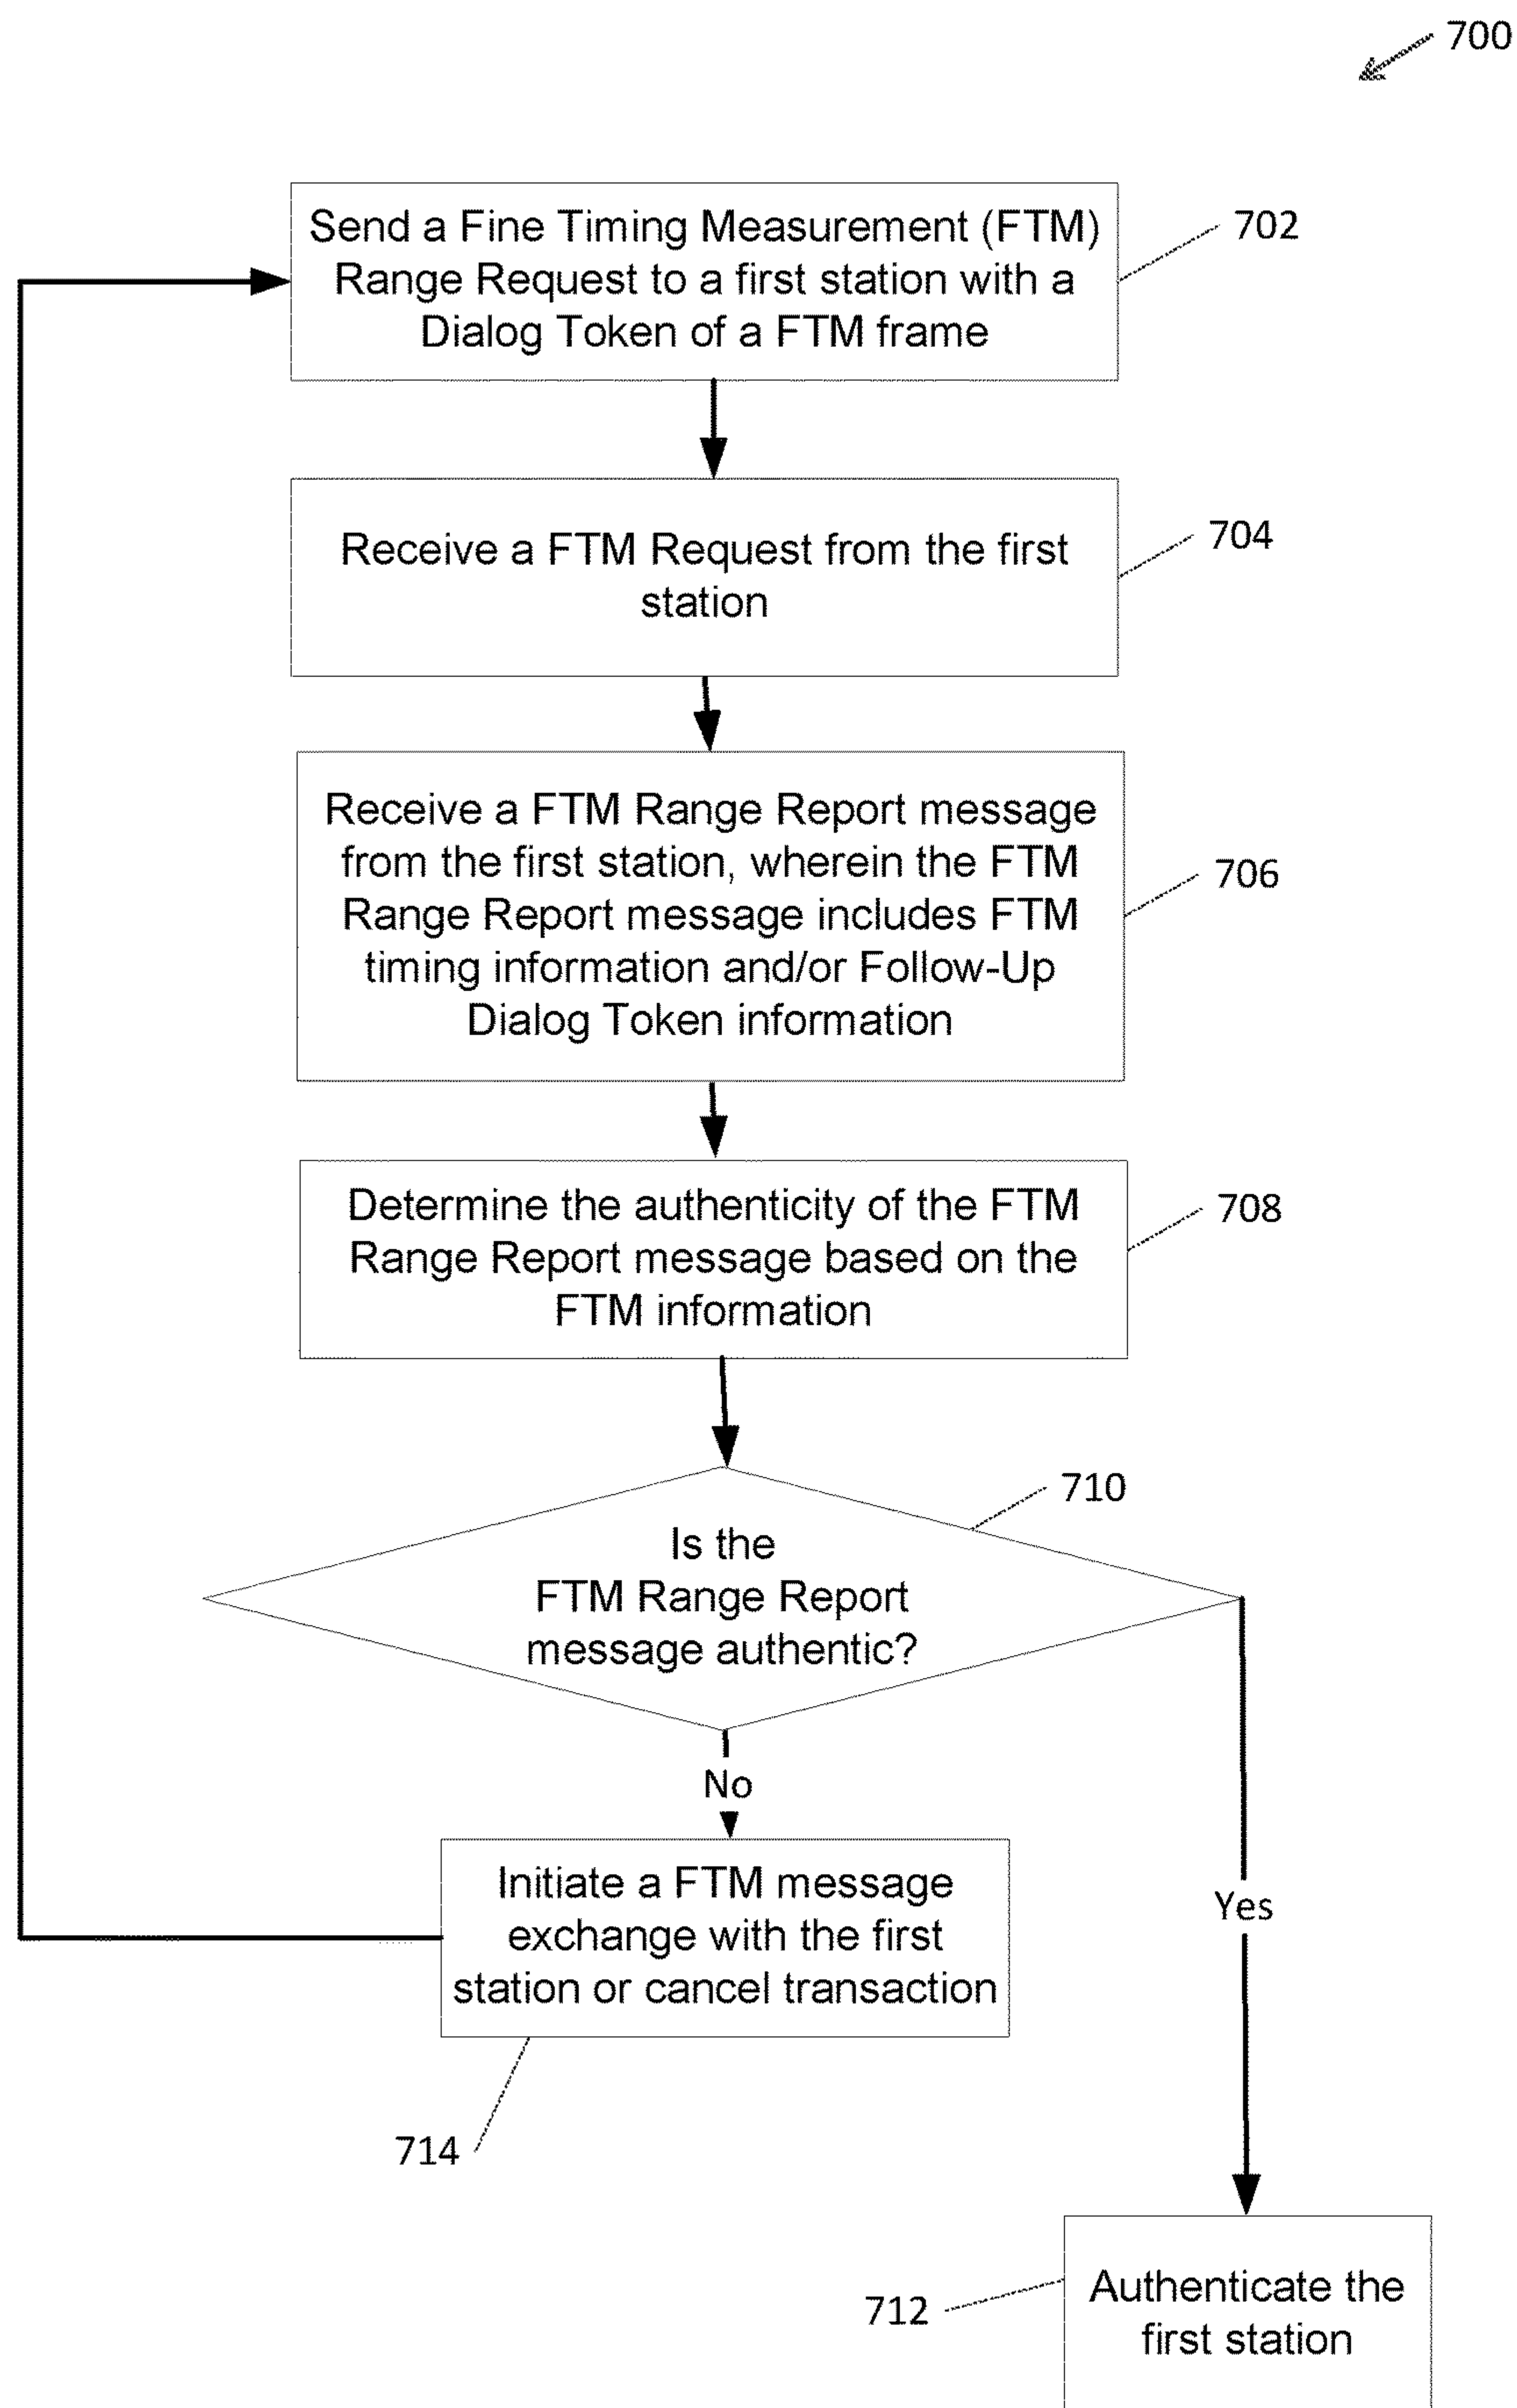 700
Send a Fine Timing Measurement (FTM)
Range Request to a first station with a
Dialog Token of a FTM frame
702
Receive a FTM Request from the first
station
704
Receive a FTM Range Report message
from the first station, wherein the FTM
Range Report message includes FTM
timing information and/or Follow-Up
Dialog Token information
706
Determine the authenticity of the FTM
Range Report message based on the
FTM information
708
Is the
FTM Range Report
message authentic?
710
No
Initiate a FTM message
exchange with the first
station or cancel transaction
714
Yes
Authenticate the
first station
712